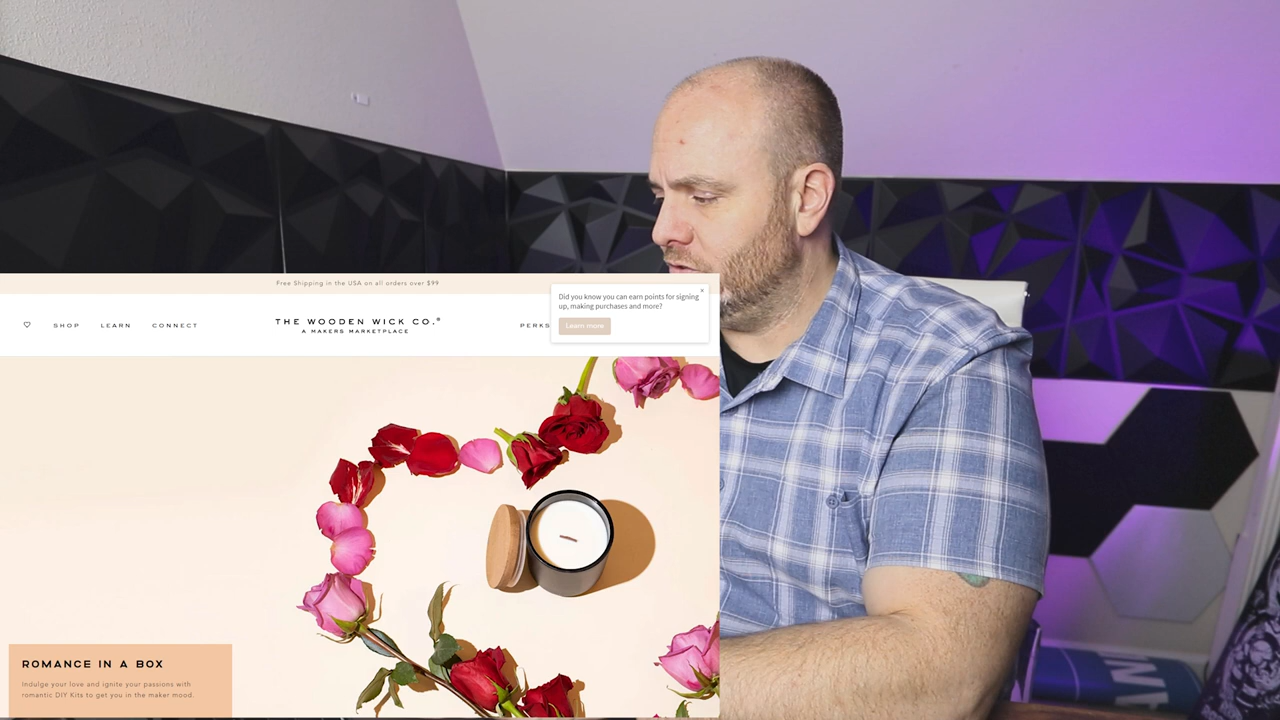 Free Shipping in the USA on all orders over $99
Did you know you can earn points for signing
up, making purchases and more?
Learn more
SHOP LEARN CONNECT
THE WOODEN WICK CO.®
A MAKERS MARKETPLACE
PERKS
ROMANCE IN A BOX
Indulge your love and ignite your passions with
romantic DIY Kits to get you in the maker mood.